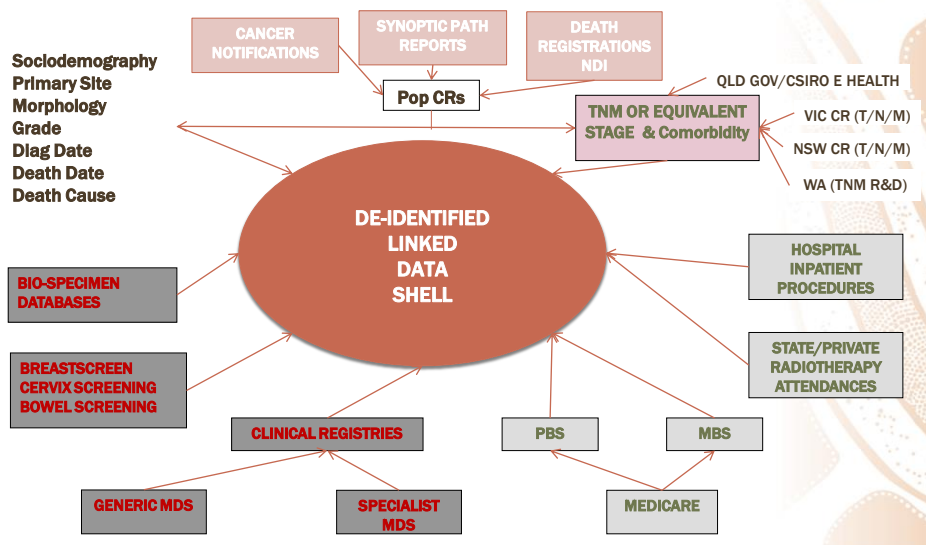 CANCER
NOTIFICATIONS
SYNOPTIC PATH
REPORTS
DEATH
REGISTRATIONS
NDI
Sociodemography
Primary Site
Morphology
Grade
Diag Date
Death Date
Death Cause
Pop CRs
QLD GOV/CSIRO E HEALTH
TNM OR EQUIVALENT
STAGE & Comorbidity
VIC CR (T/N/M)
NSW CR (T/N/M)
WA (TNM R&D)
DE-IDENTIFIED
LINKED
DATA
SHELL
HOSPITAL
INPATIENT
PROCEDURES
BIO-SPECIMEN
DATABASES
STATE/PRIVATE
RADIOTHERAPY
ATTENDANCES
BREASTSCREEN
CERVIX SCREENING
BOWEL SCREENING
CLINICAL REGISTRIES
PBS
MBS
GENERIC MDS
SPECIALIST
MDS
MEDICARE